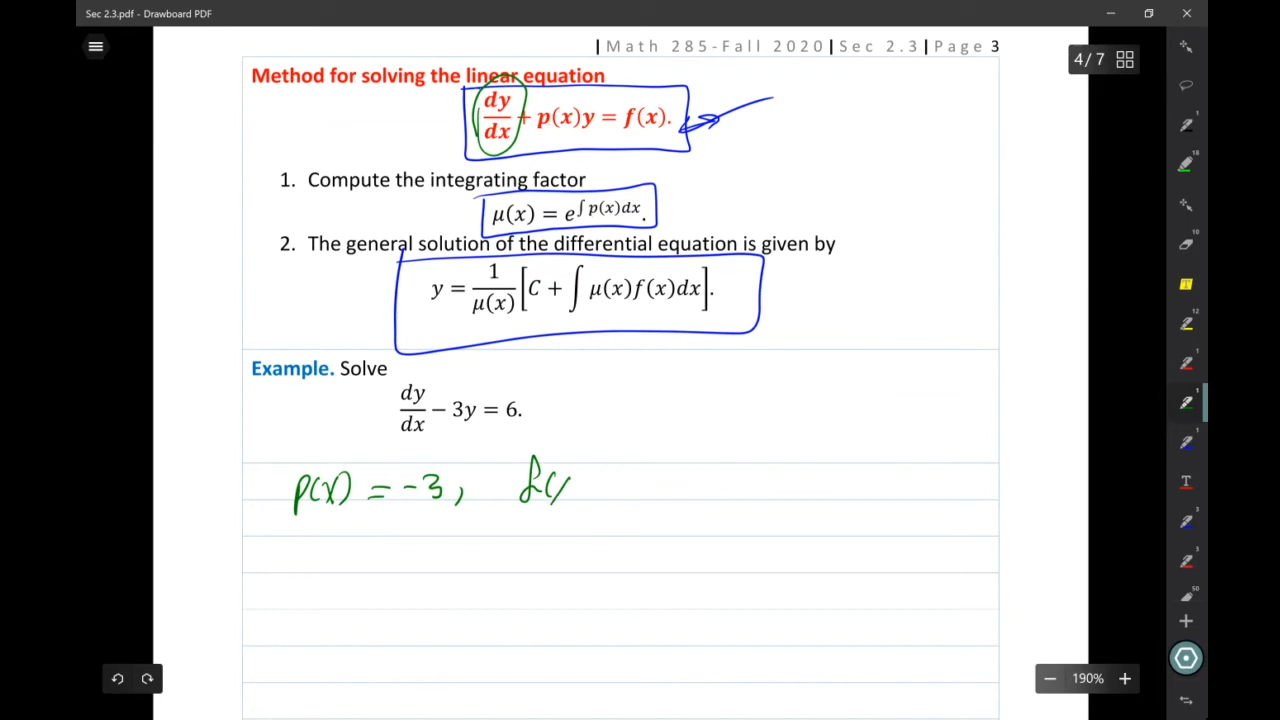 Sec 2.3.pdf - Drawboard PDF
| Math 285-Fall 2020 | Sec 2.3 | Page 3
4/7
Method for solving the linear equation
dy/dx + p(x)y = f(x).
1. Compute the integrating factor
μ(x) = e^∫ p(x)dx.
2. The general solution of the differential equation is given by
y = 1/μ(x) [C + ∫ μ(x)f(x)dx].
Example. Solve
dy/dx − 3y = 6.
p(x) = -3, f(
190%